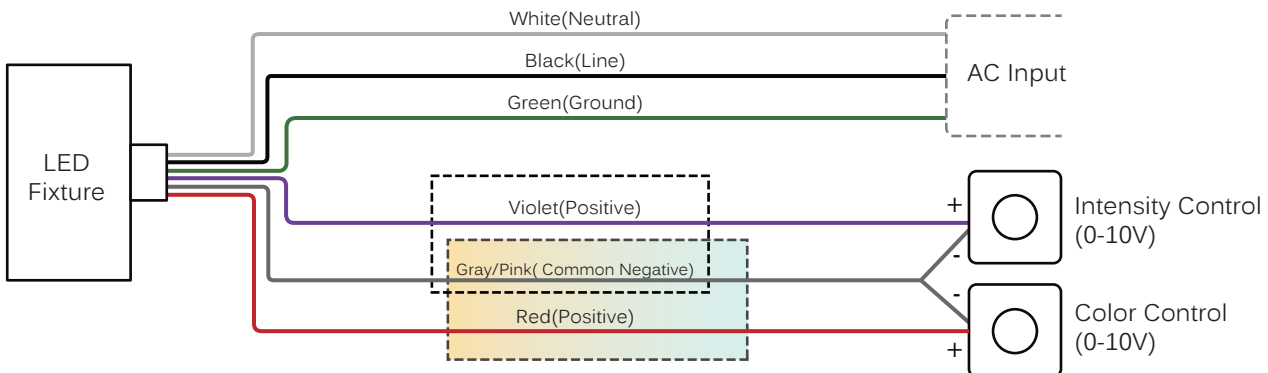 White(Neutral)
Black(Line)
Green(Ground)
AC Input
LED
Fixture
Violet(Positive)
+
Intensity Control
(0-10V)
-
Gray/Pink( Common Negative)
-
Red(Positive)
Color Control
(0-10V)
+